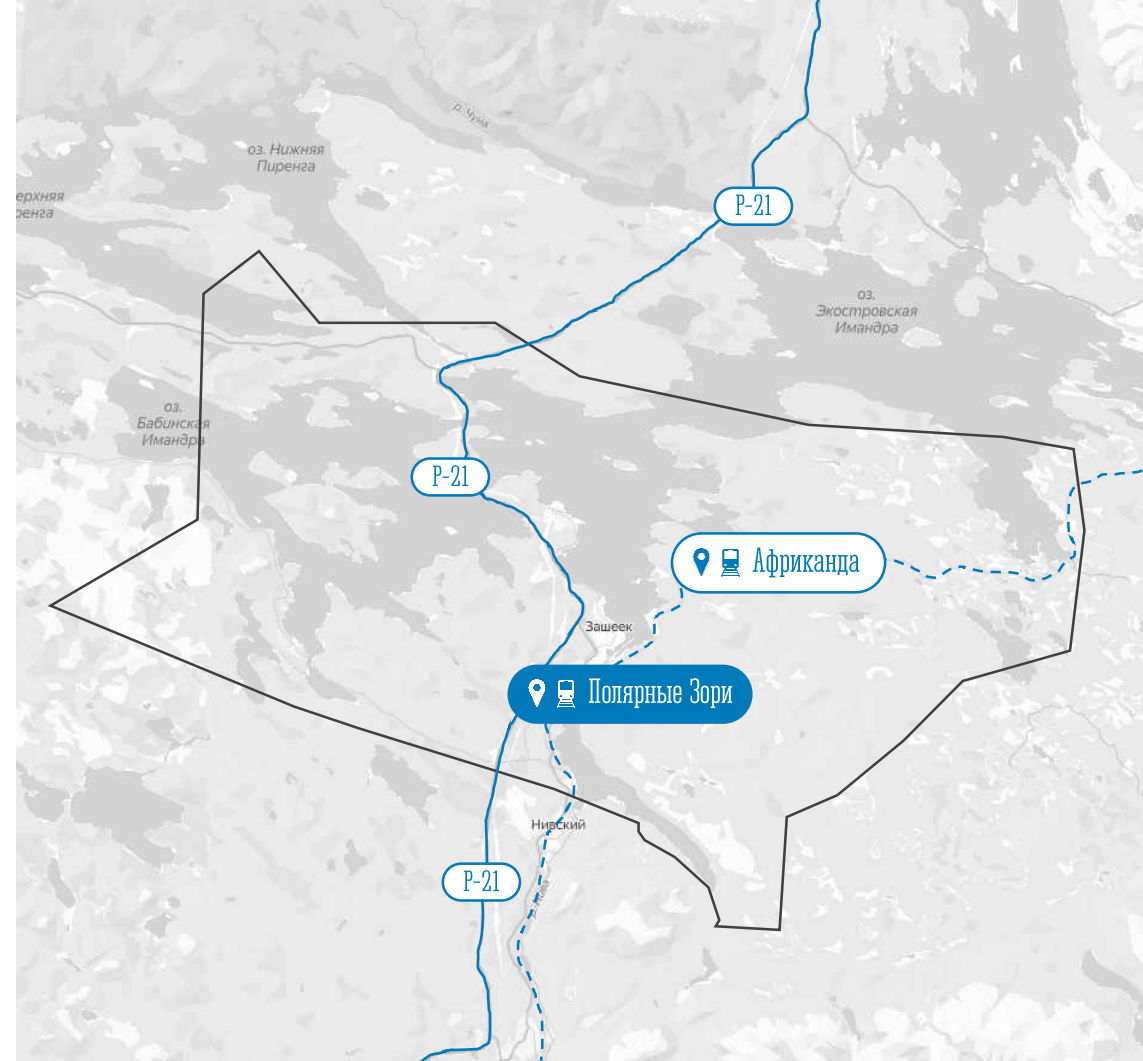 р. Чуна
оз. Нижняя
Пиренга
ерхняя
ренга
Р-21
оз.
Экостровская
Имандра
оз.
Бабинская
Имандра
Р-21
Африканда
Зашеек
Полярные Зори
Нивский
Р-21
р. Нива